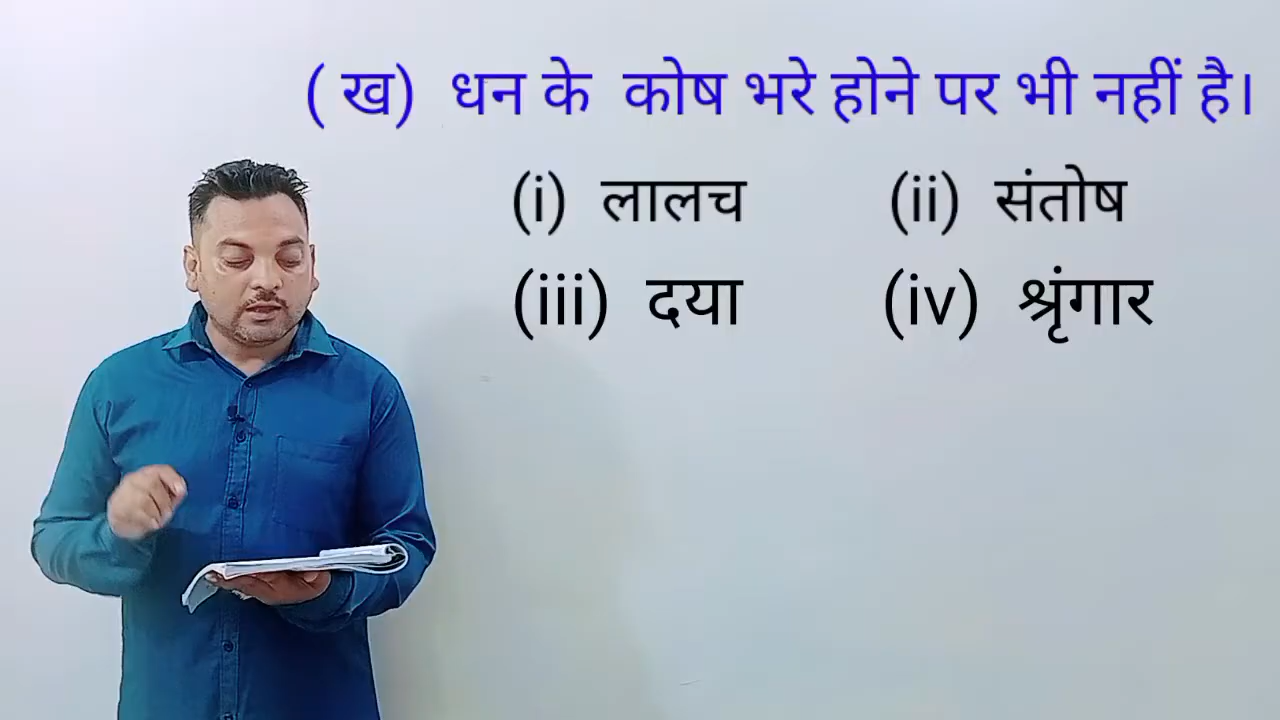 ( ख) धन के कोष भरे होने पर भी नहीं है।
(i) लालच (ii) संतोष
(iii) दया (iv) श्रृंगार